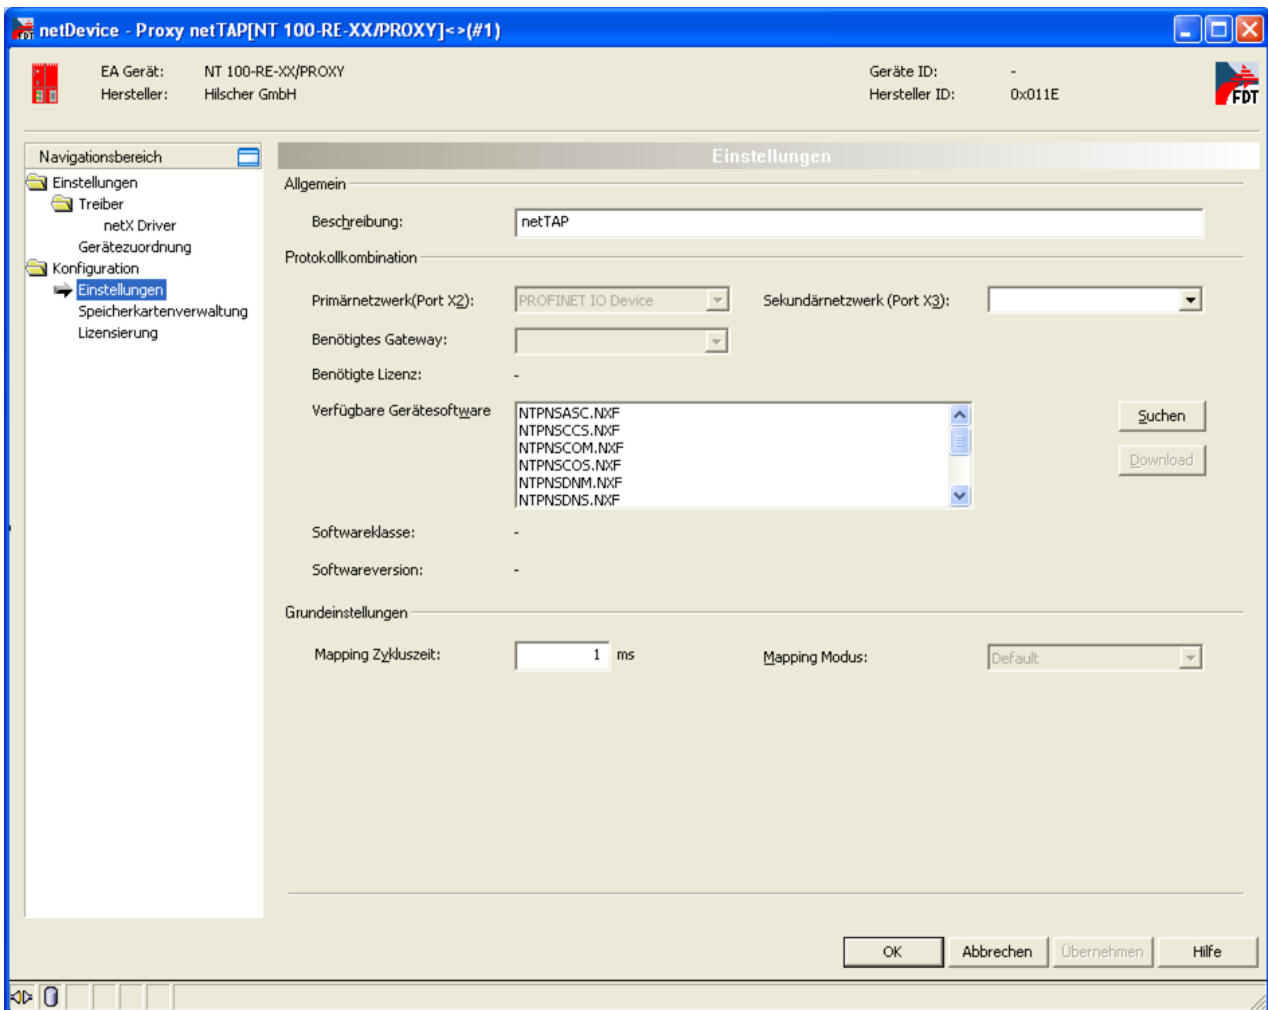 netDevice - Proxy netTAP[NT 100-RE-XX/PROXY]<>(#1)
EA Gerät: NT 100-RE-XX/PROXY Geräte ID: -
Hersteller: Hilscher GmbH Hersteller ID: 0x011E
FDT
Navigationsbereich
Einstellungen
Treiber
netX Driver
Gerätezuordnung
Konfiguration
Einstellungen
Speicherkartenverwaltung
Lizensierung
Einstellungen
Allgemein
Beschreibung: netTAP
Protokollkombination
Primärnetzwerk(Port X2): PROFINET IO Device Sekundärnetzwerk (Port X3):
Benötigtes Gateway:
Benötigte Lizenz: -
Verfügbare Gerätesoftware
NTPNSASC.NXF
NTPNSCCS.NXF
NTPNSCOM.NXF
NTPNSCOS.NXF
NTPNSDNM.NXF
NTPNSDNS.NXF
Suchen
Download
Softwareklasse: -
Softwareversion: -
Grundeinstellungen
Mapping Zykluszeit: 1 ms Mapping Modus: Default
OK Abbrechen Übernehmen Hilfe